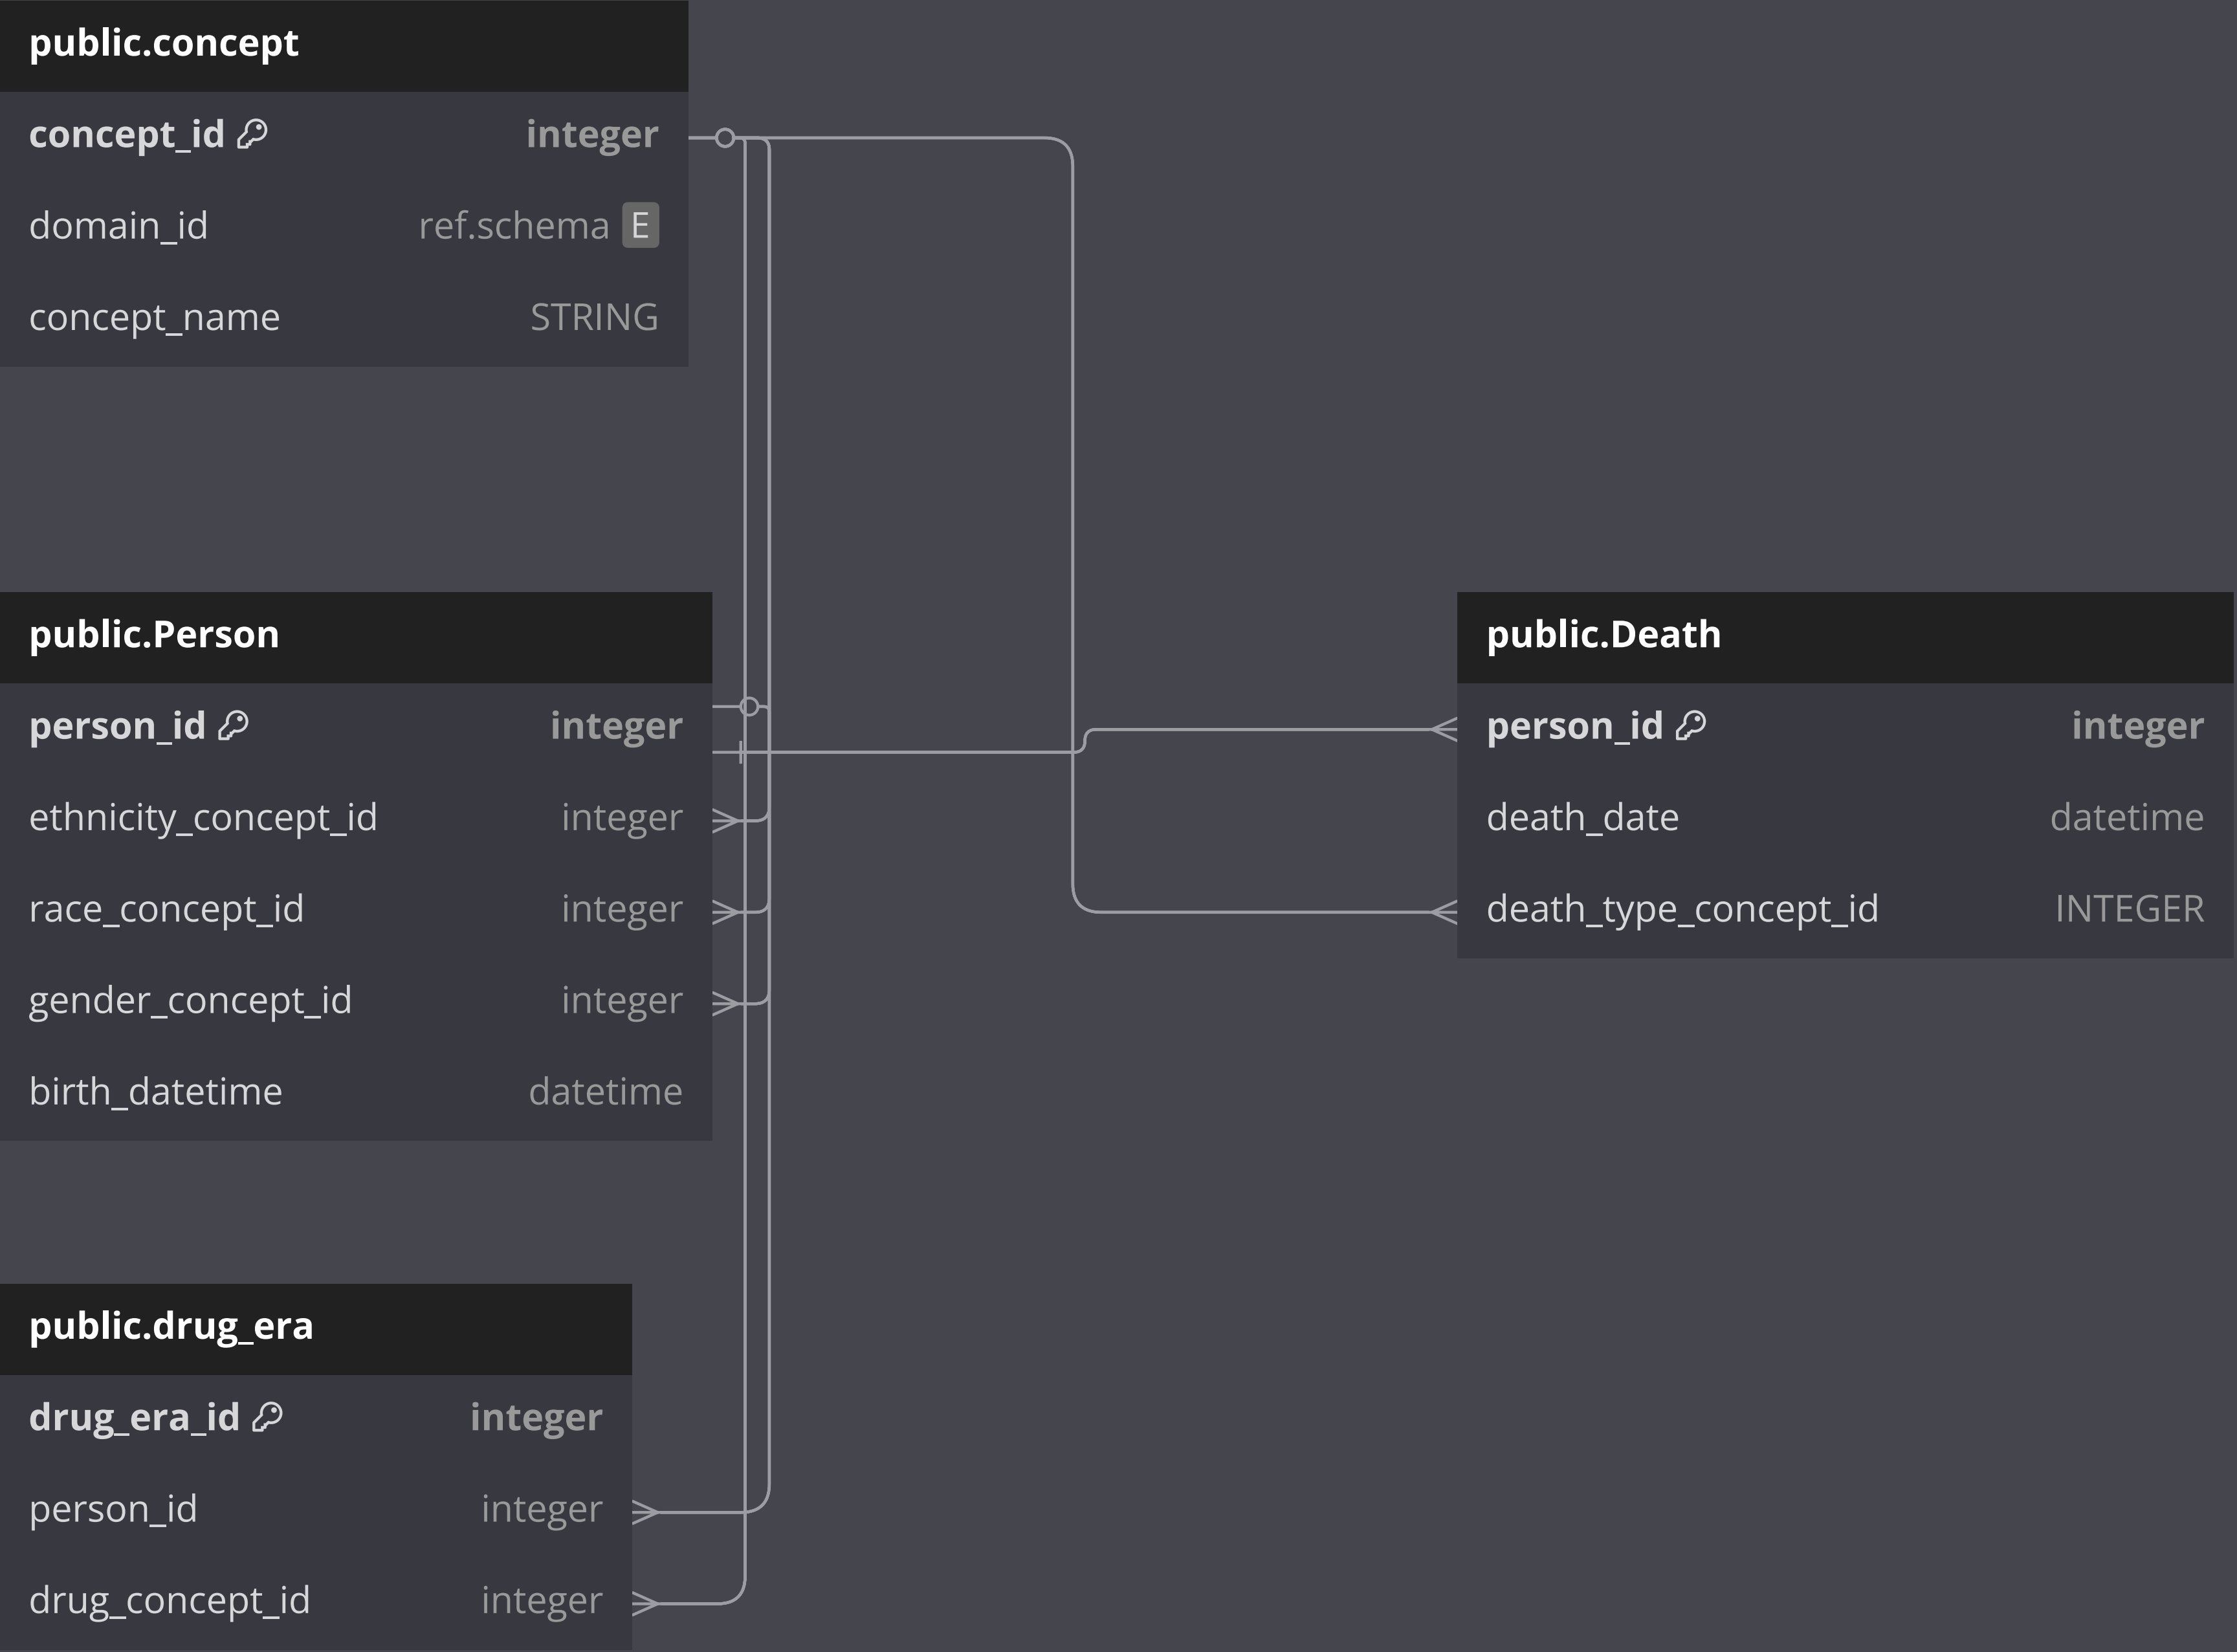 public.concept
concept_id integer
domain_id ref.schema E
concept_name STRING
public.Person
person_id integer
ethnicity_concept_id integer
race_concept_id integer
gender_concept_id integer
birth_datetime datetime
public.Death
person_id integer
death_date datetime
death_type_concept_id INTEGER
public.drug_era
drug_era_id integer
person_id integer
drug_concept_id integer